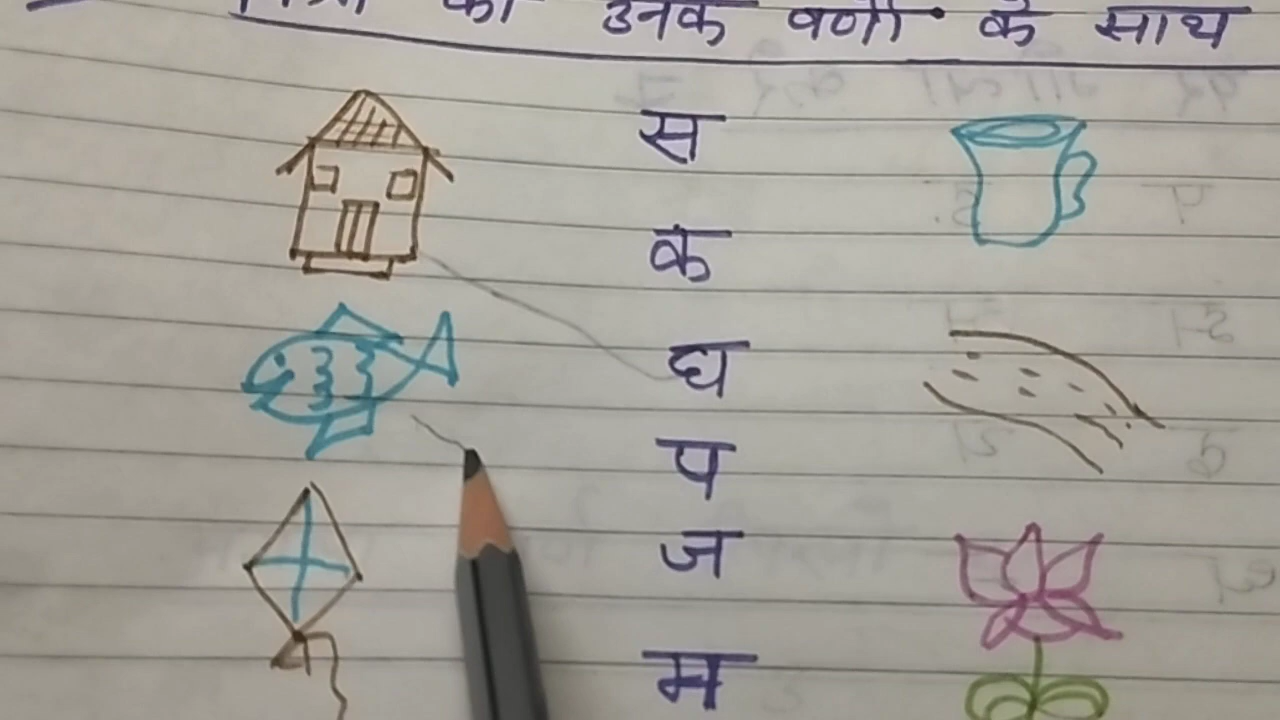 को उनके वर्णों के साथ
स
क
घ
प
ज
म